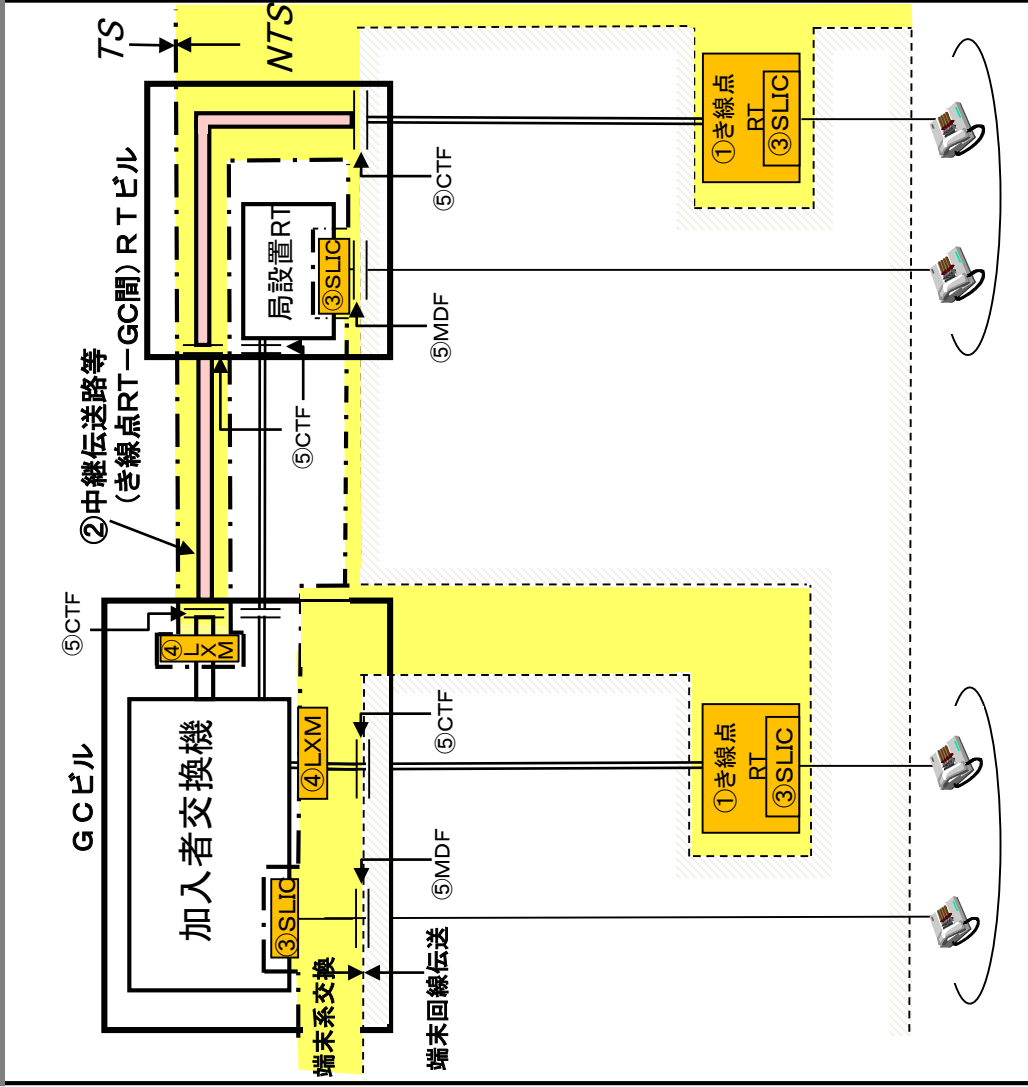 TS
NTS
②中継伝送路等
(き線点RT－GC間)
RTビル
⑤CTF
④LXM
GCビル
加入者交換機
③SLIC
④LXM
⑤CTF
⑤MDF
端末系交換
端末回線伝送
①き線点
RT
③SLIC
局設置RT
③SLIC
⑤CTF
⑤CTF
⑤MDF
⑤CTF
①き線点
RT
③SLIC